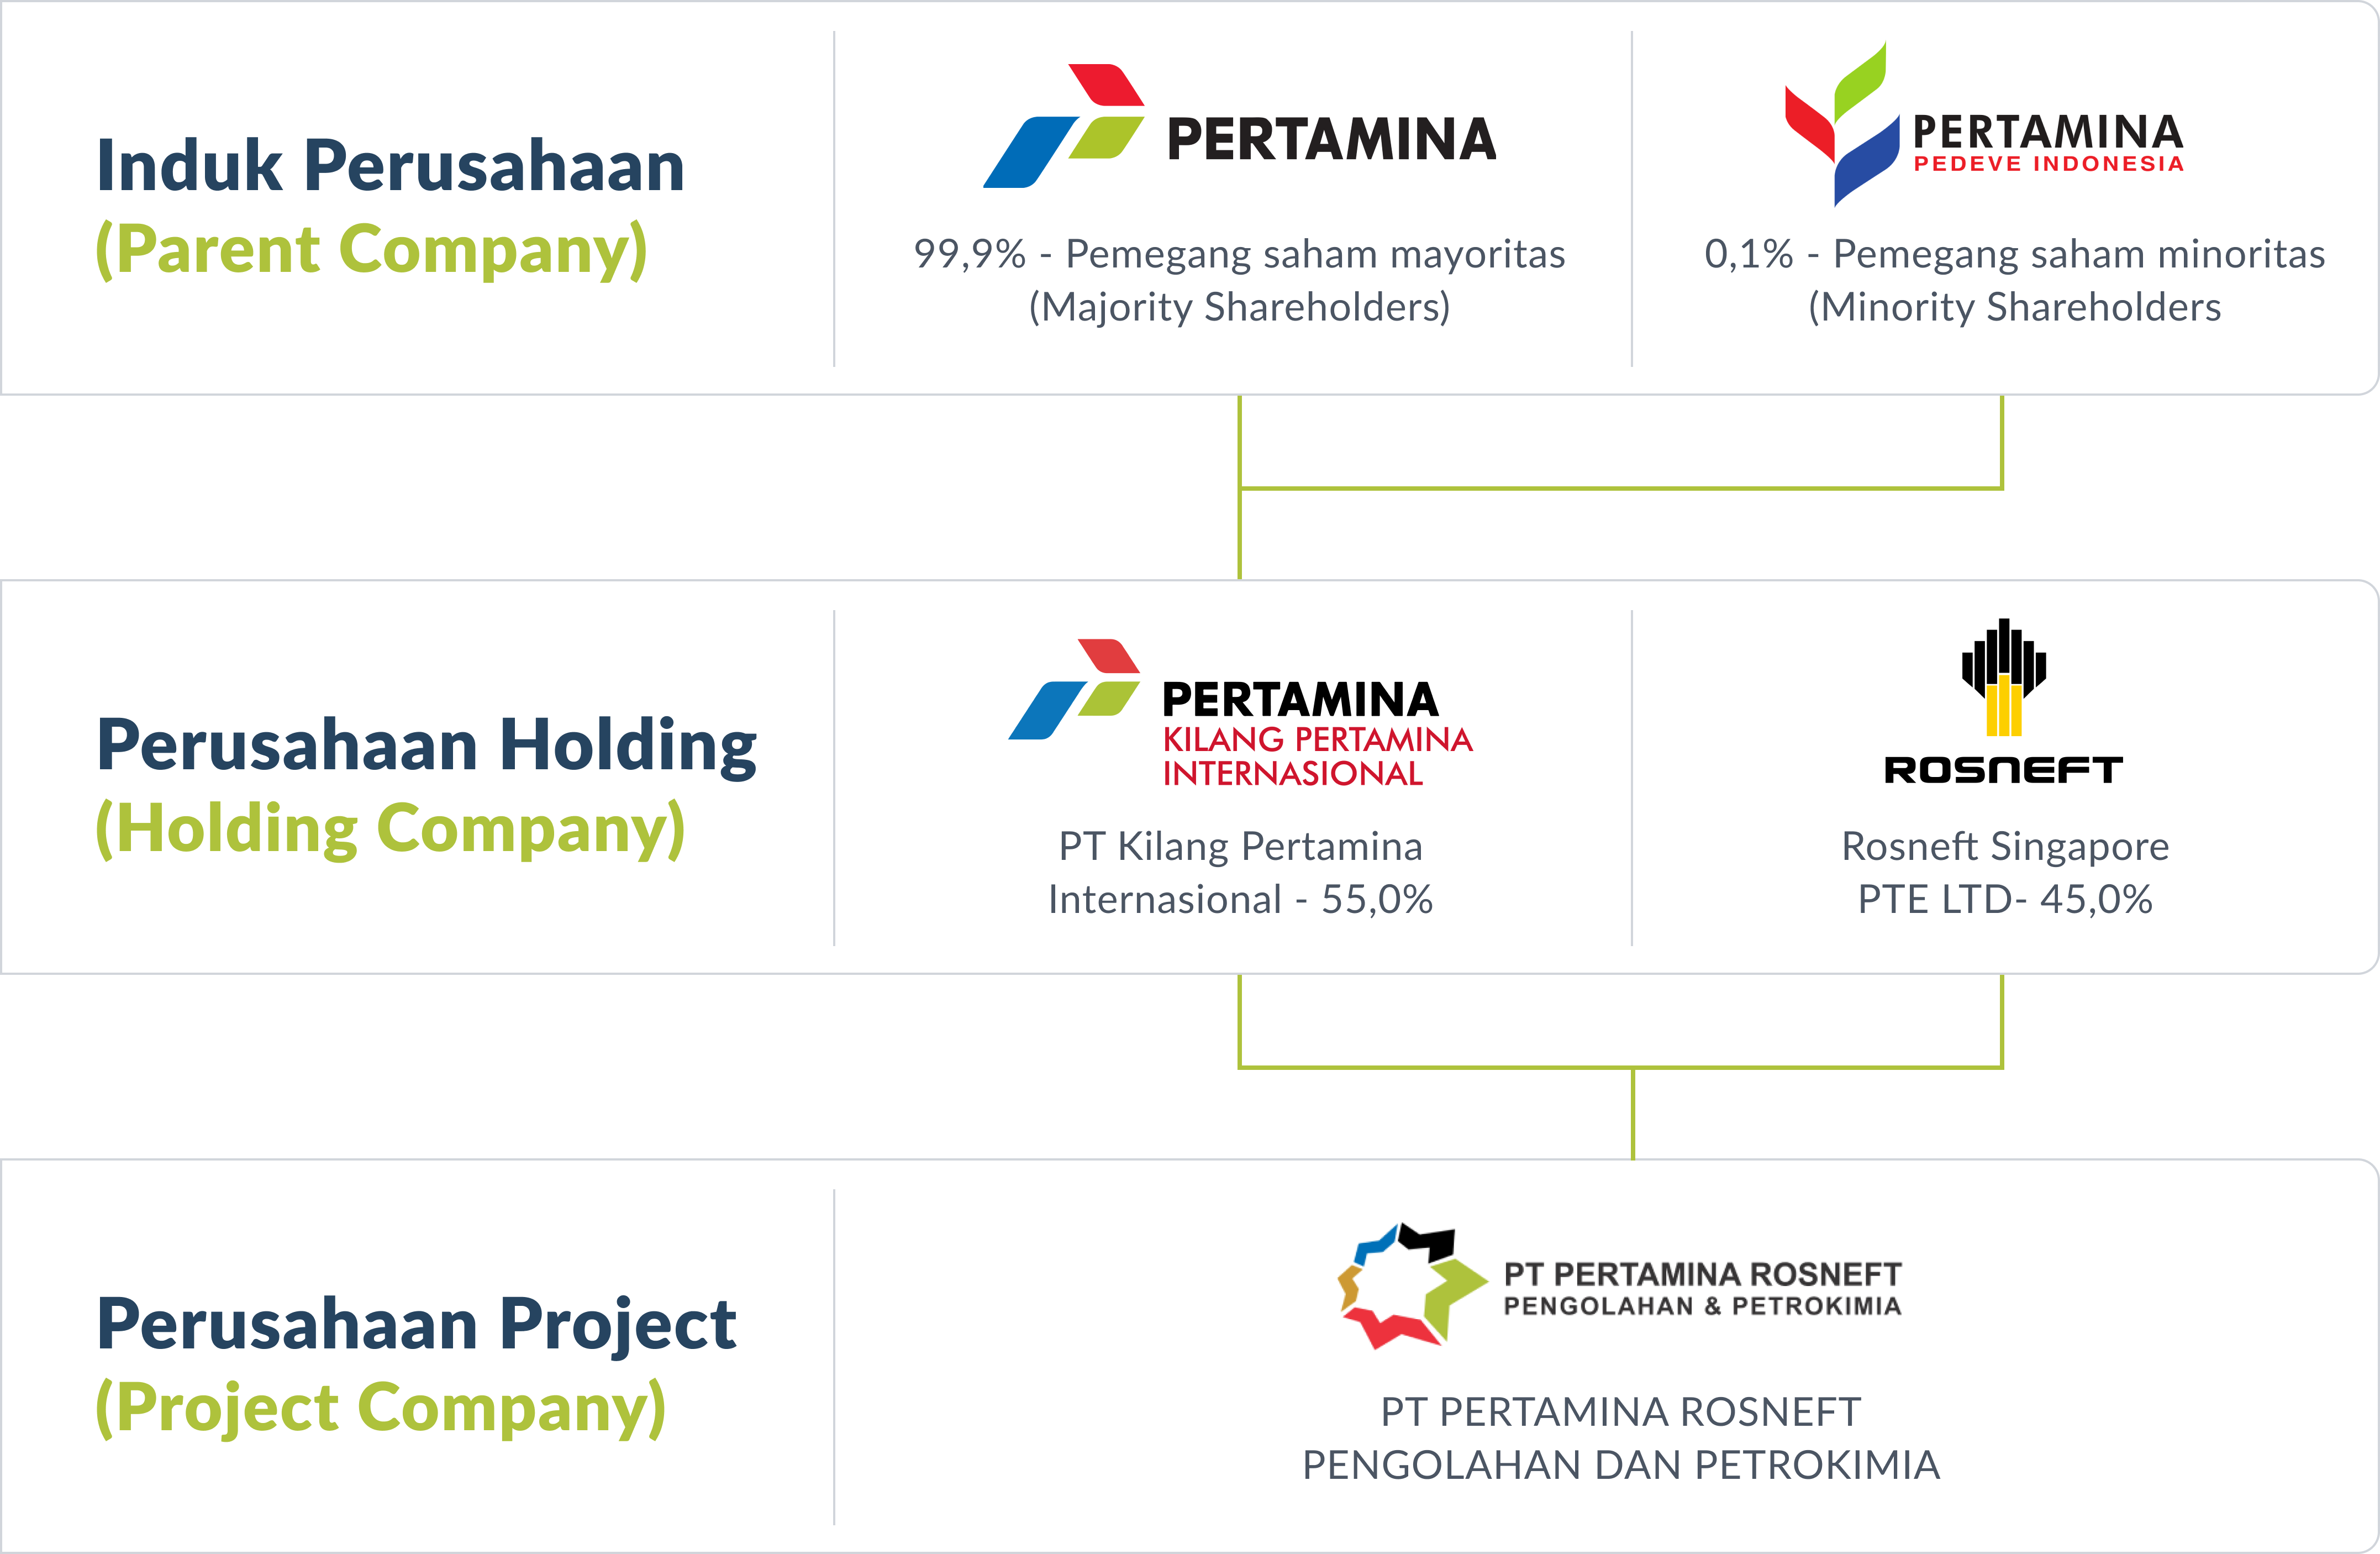 Induk Perusahaan
(Parent Company)
PERTAMINA
99,9% - Pemegang saham mayoritas
(Majority Shareholders)
PERTAMINA
PEDEVE INDONESIA
0,1% - Pemegang saham minoritas
(Minority Shareholders
Perusahaan Holding
(Holding Company)
PERTAMINA
KILANG PERTAMINA
INTERNASIONAL
PT Kilang Pertamina
Internasional - 55,0%
ROSNEFT
Rosneft Singapore
PTE LTD- 45,0%
Perusahaan Project
(Project Company)
PT PERTAMINA ROSNEFT
PENGOLAHAN & PETROKIMIA
PT PERTAMINA ROSNEFT
PENGOLAHAN DAN PETROKIMIA